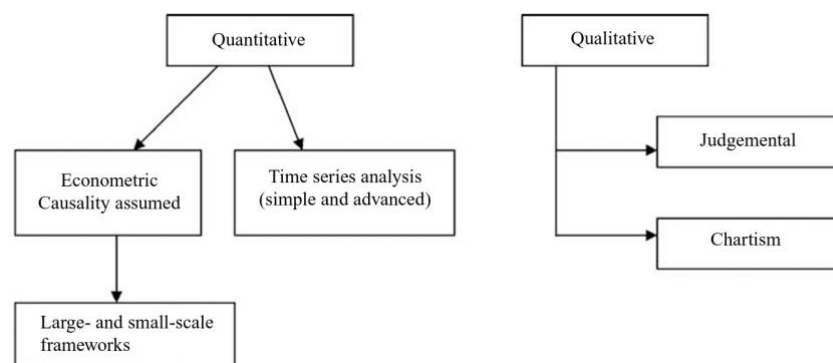 Quantitative
Qualitative
Judgemental
Econometric
Causality assumed
Time series analysis
(simple and advanced)
Chartism
Large- and small-scale
frameworks